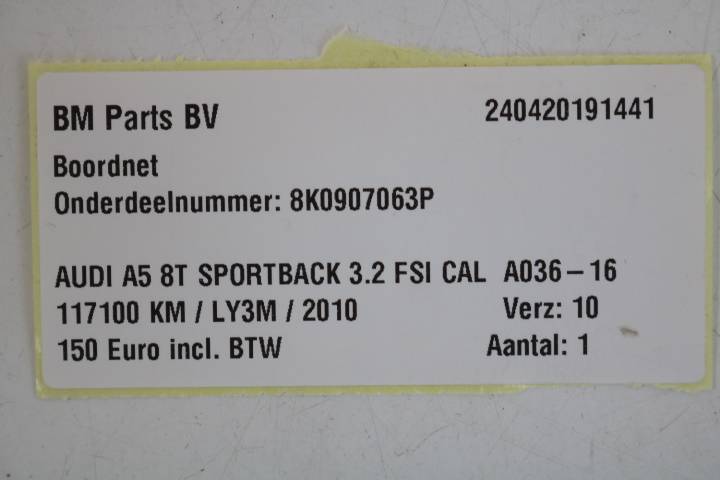 BM Parts BV 240420191441
Boordnet
Onderdeelnummer: 8K0907063P
AUDI A5 8T SPORTBACK 3.2 FSI CAL A036-16
117100 KM / LY3M / 2010 Verz: 10
150 Euro incl. BTW Aantal: 1